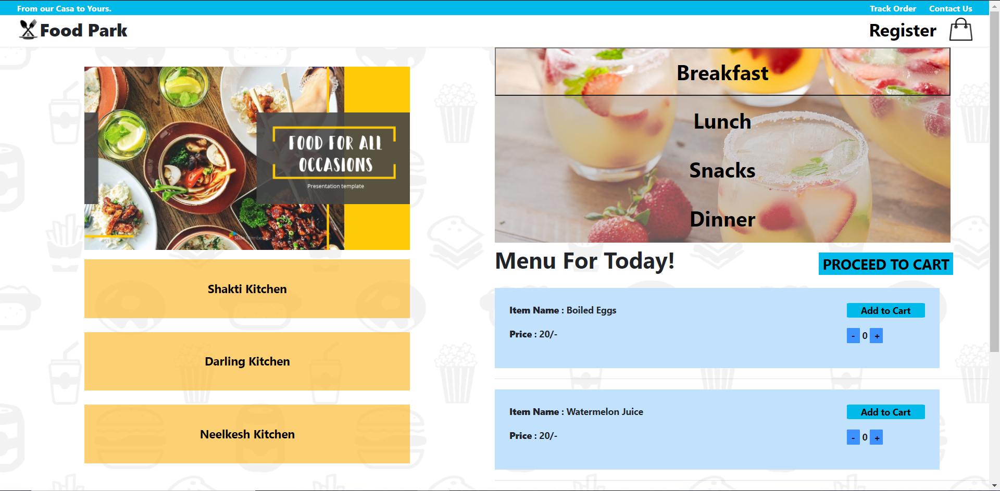 From our Casa to Yours.
Track Order
Contact Us
Food Park
Register
FOOD FOR ALL
OCCASIONS
Presentation template
Shakti Kitchen
Darling Kitchen
Neelkesh Kitchen
Breakfast
Lunch
Snacks
Dinner
Menu For Today!
PROCEED TO CART
Item Name : Boiled Eggs
Add to Cart
Price : 20/-
- 0 +
Item Name : Watermelon Juice
Add to Cart
Price : 20/-
- 0 +